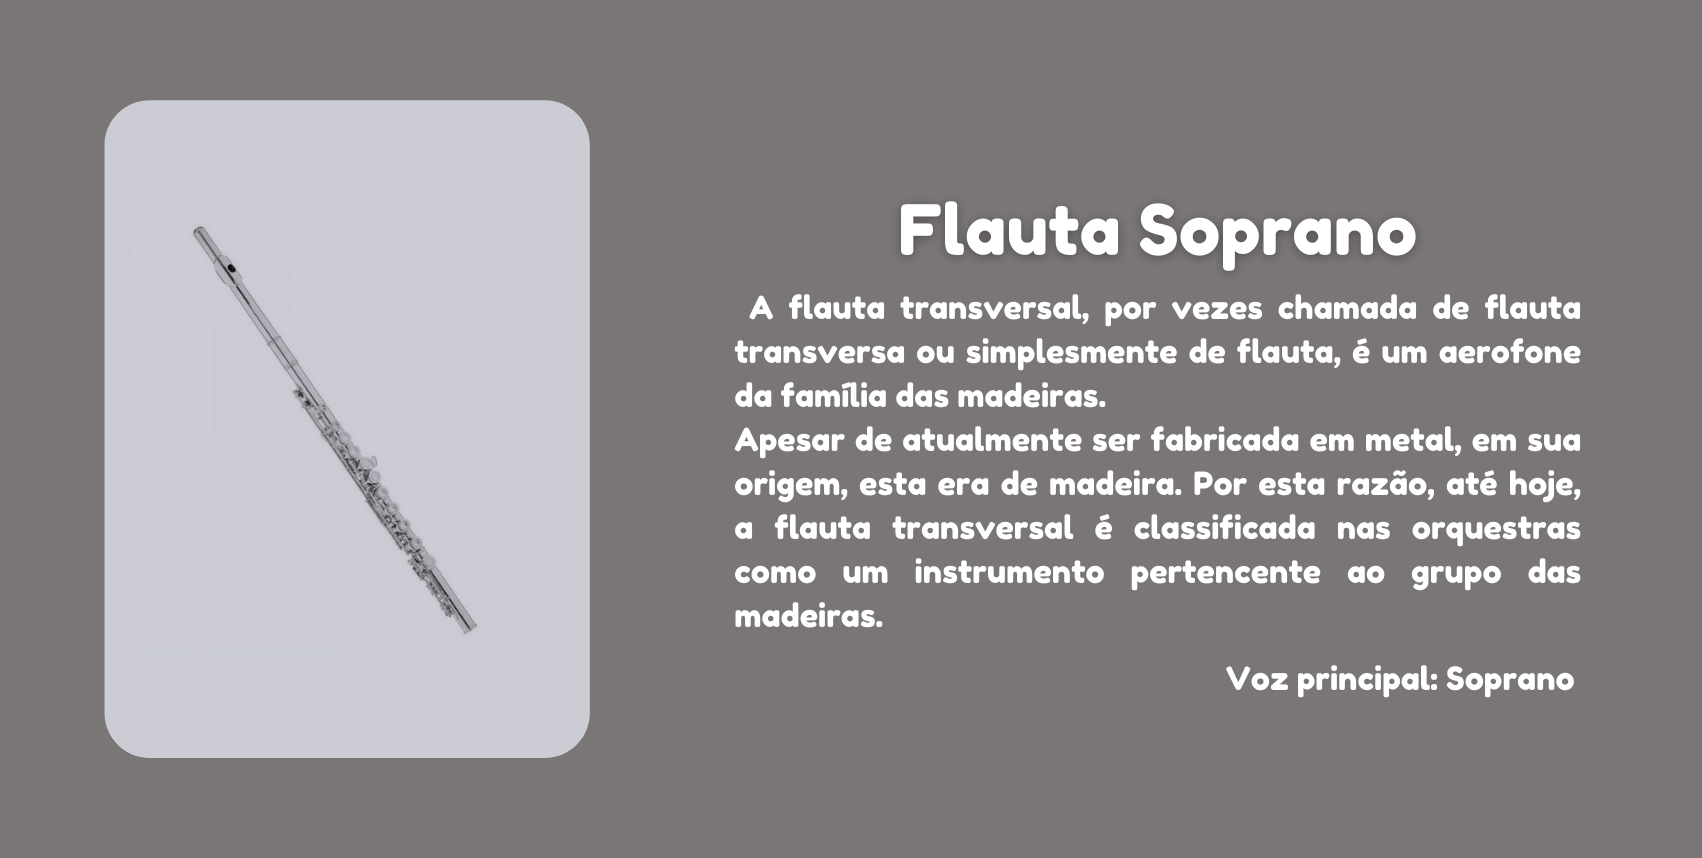 Flauta Soprano
A flauta transversal, por vezes chamada de flauta
transversa ou simplesmente de flauta, é um aerofone
da família das madeiras.
Apesar de atualmente ser fabricada em metal, em sua
origem, esta era de madeira. Por esta razão, até hoje,
a flauta transversal é classificada nas orquestras
como um instrumento pertencente ao grupo das
madeiras.
Voz principal: Soprano